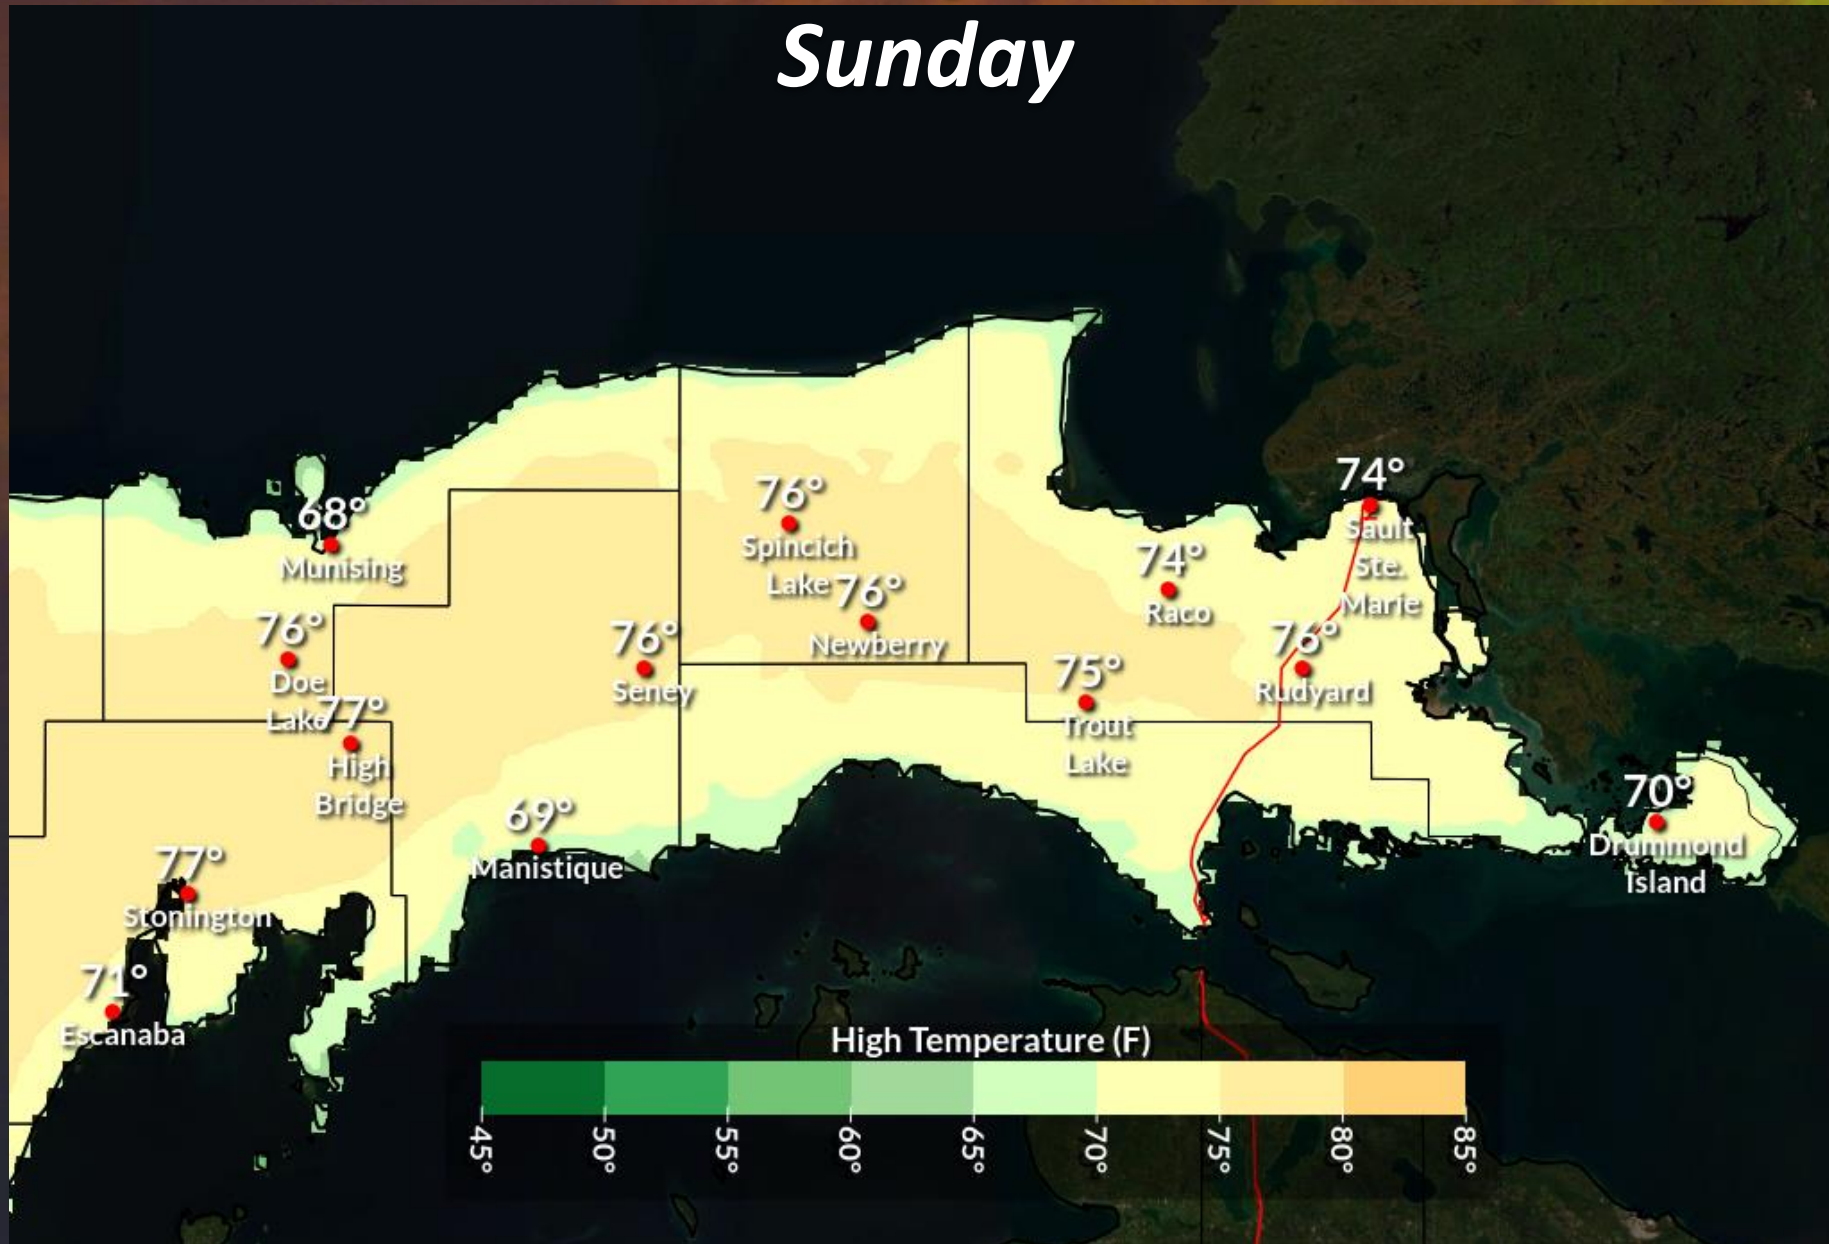 Sunday
74°
Sault
Ste.
Marie
76°
Spincich
Lake
68°
Munising
74°
Raco
76°
Newberry
76°
Doe
Lake
76°
Seney
76°
Rudyard
75°
Trout
Lake
77°
High
Bridge
70°
Drummond
Island
69°
Manistique
77°
Stonington
71°
Escanaba
High Temperature (F)
45°
50°
55°
60°
65°
70°
75°
80°
85°